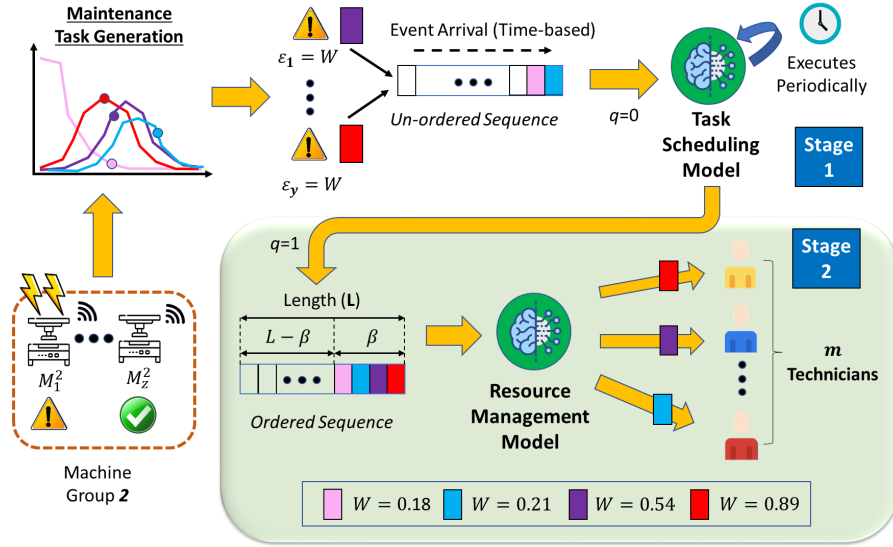 Maintenance
Task Generation
ε₁ = W
ε_y = W
Event Arrival (Time-based)
Un-ordered Sequence
q=0
Task
Scheduling
Model
Executes
Periodically
Stage
1
q=1
Stage
2
Length (L)
L − β
β
Ordered Sequence
Resource
Management
Model
m
Technicians
M₁²
M_z²
Machine
Group 2
W = 0.18
W = 0.21
W = 0.54
W = 0.89